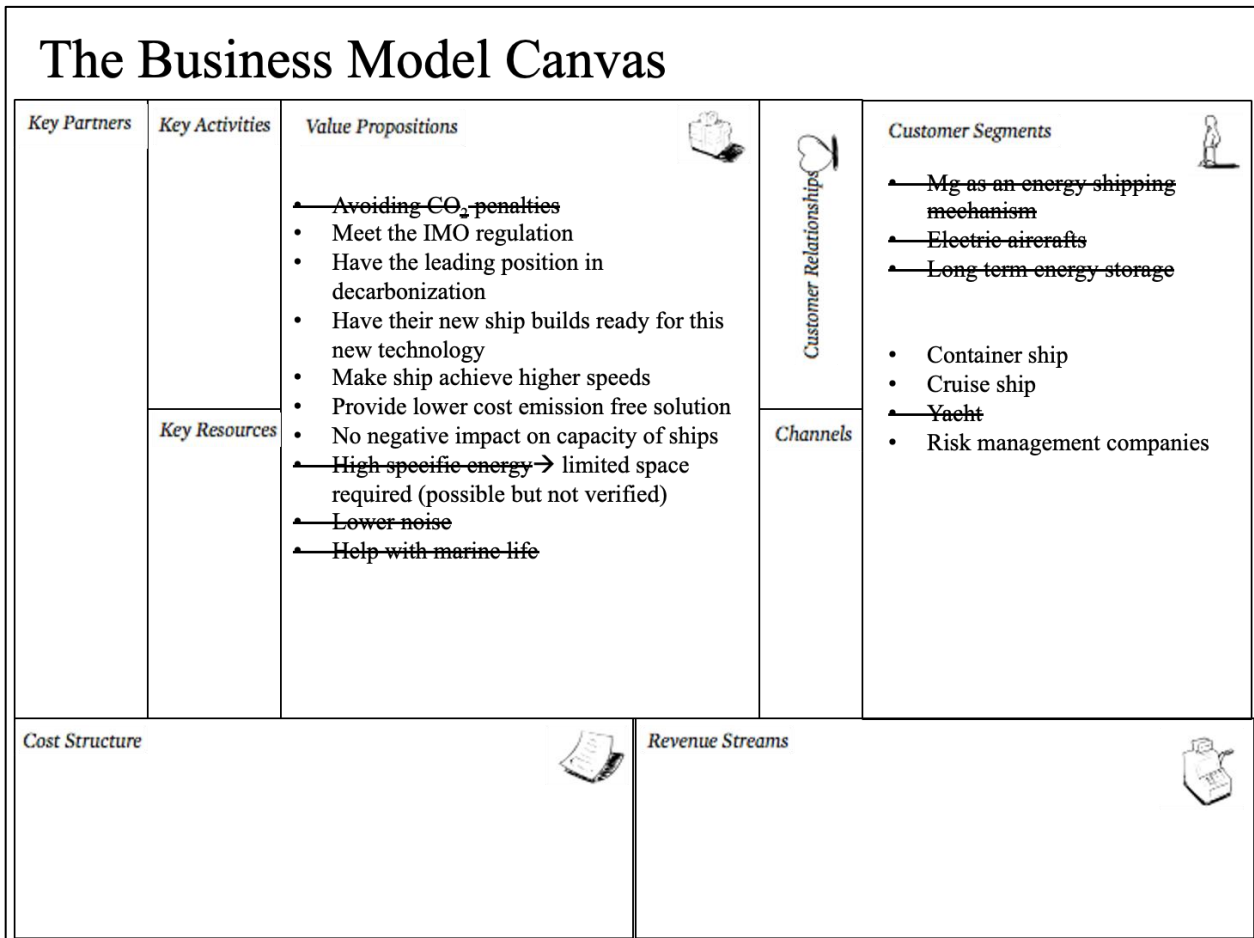 The Business Model Canvas
Key Partners
Key Activities
Key Resources
Value Propositions
• Avoiding CO₂ penalties
• Meet the IMO regulation
• Have the leading position in
decarbonization
• Have their new ship builds ready for this
new technology
• Make ship achieve higher speeds
• Provide lower cost emission free solution
• No negative impact on capacity of ships
• High specific energy→ limited space
required (possible but not verified)
• Lower noise
• Help with marine life
Customer Relationships
Channels
Customer Segments
• Mg as an energy shipping
mechanism
• Electric aircrafts
• Long term energy storage
• Container ship
• Cruise ship
• Yacht
• Risk management companies
Cost Structure
Revenue Streams